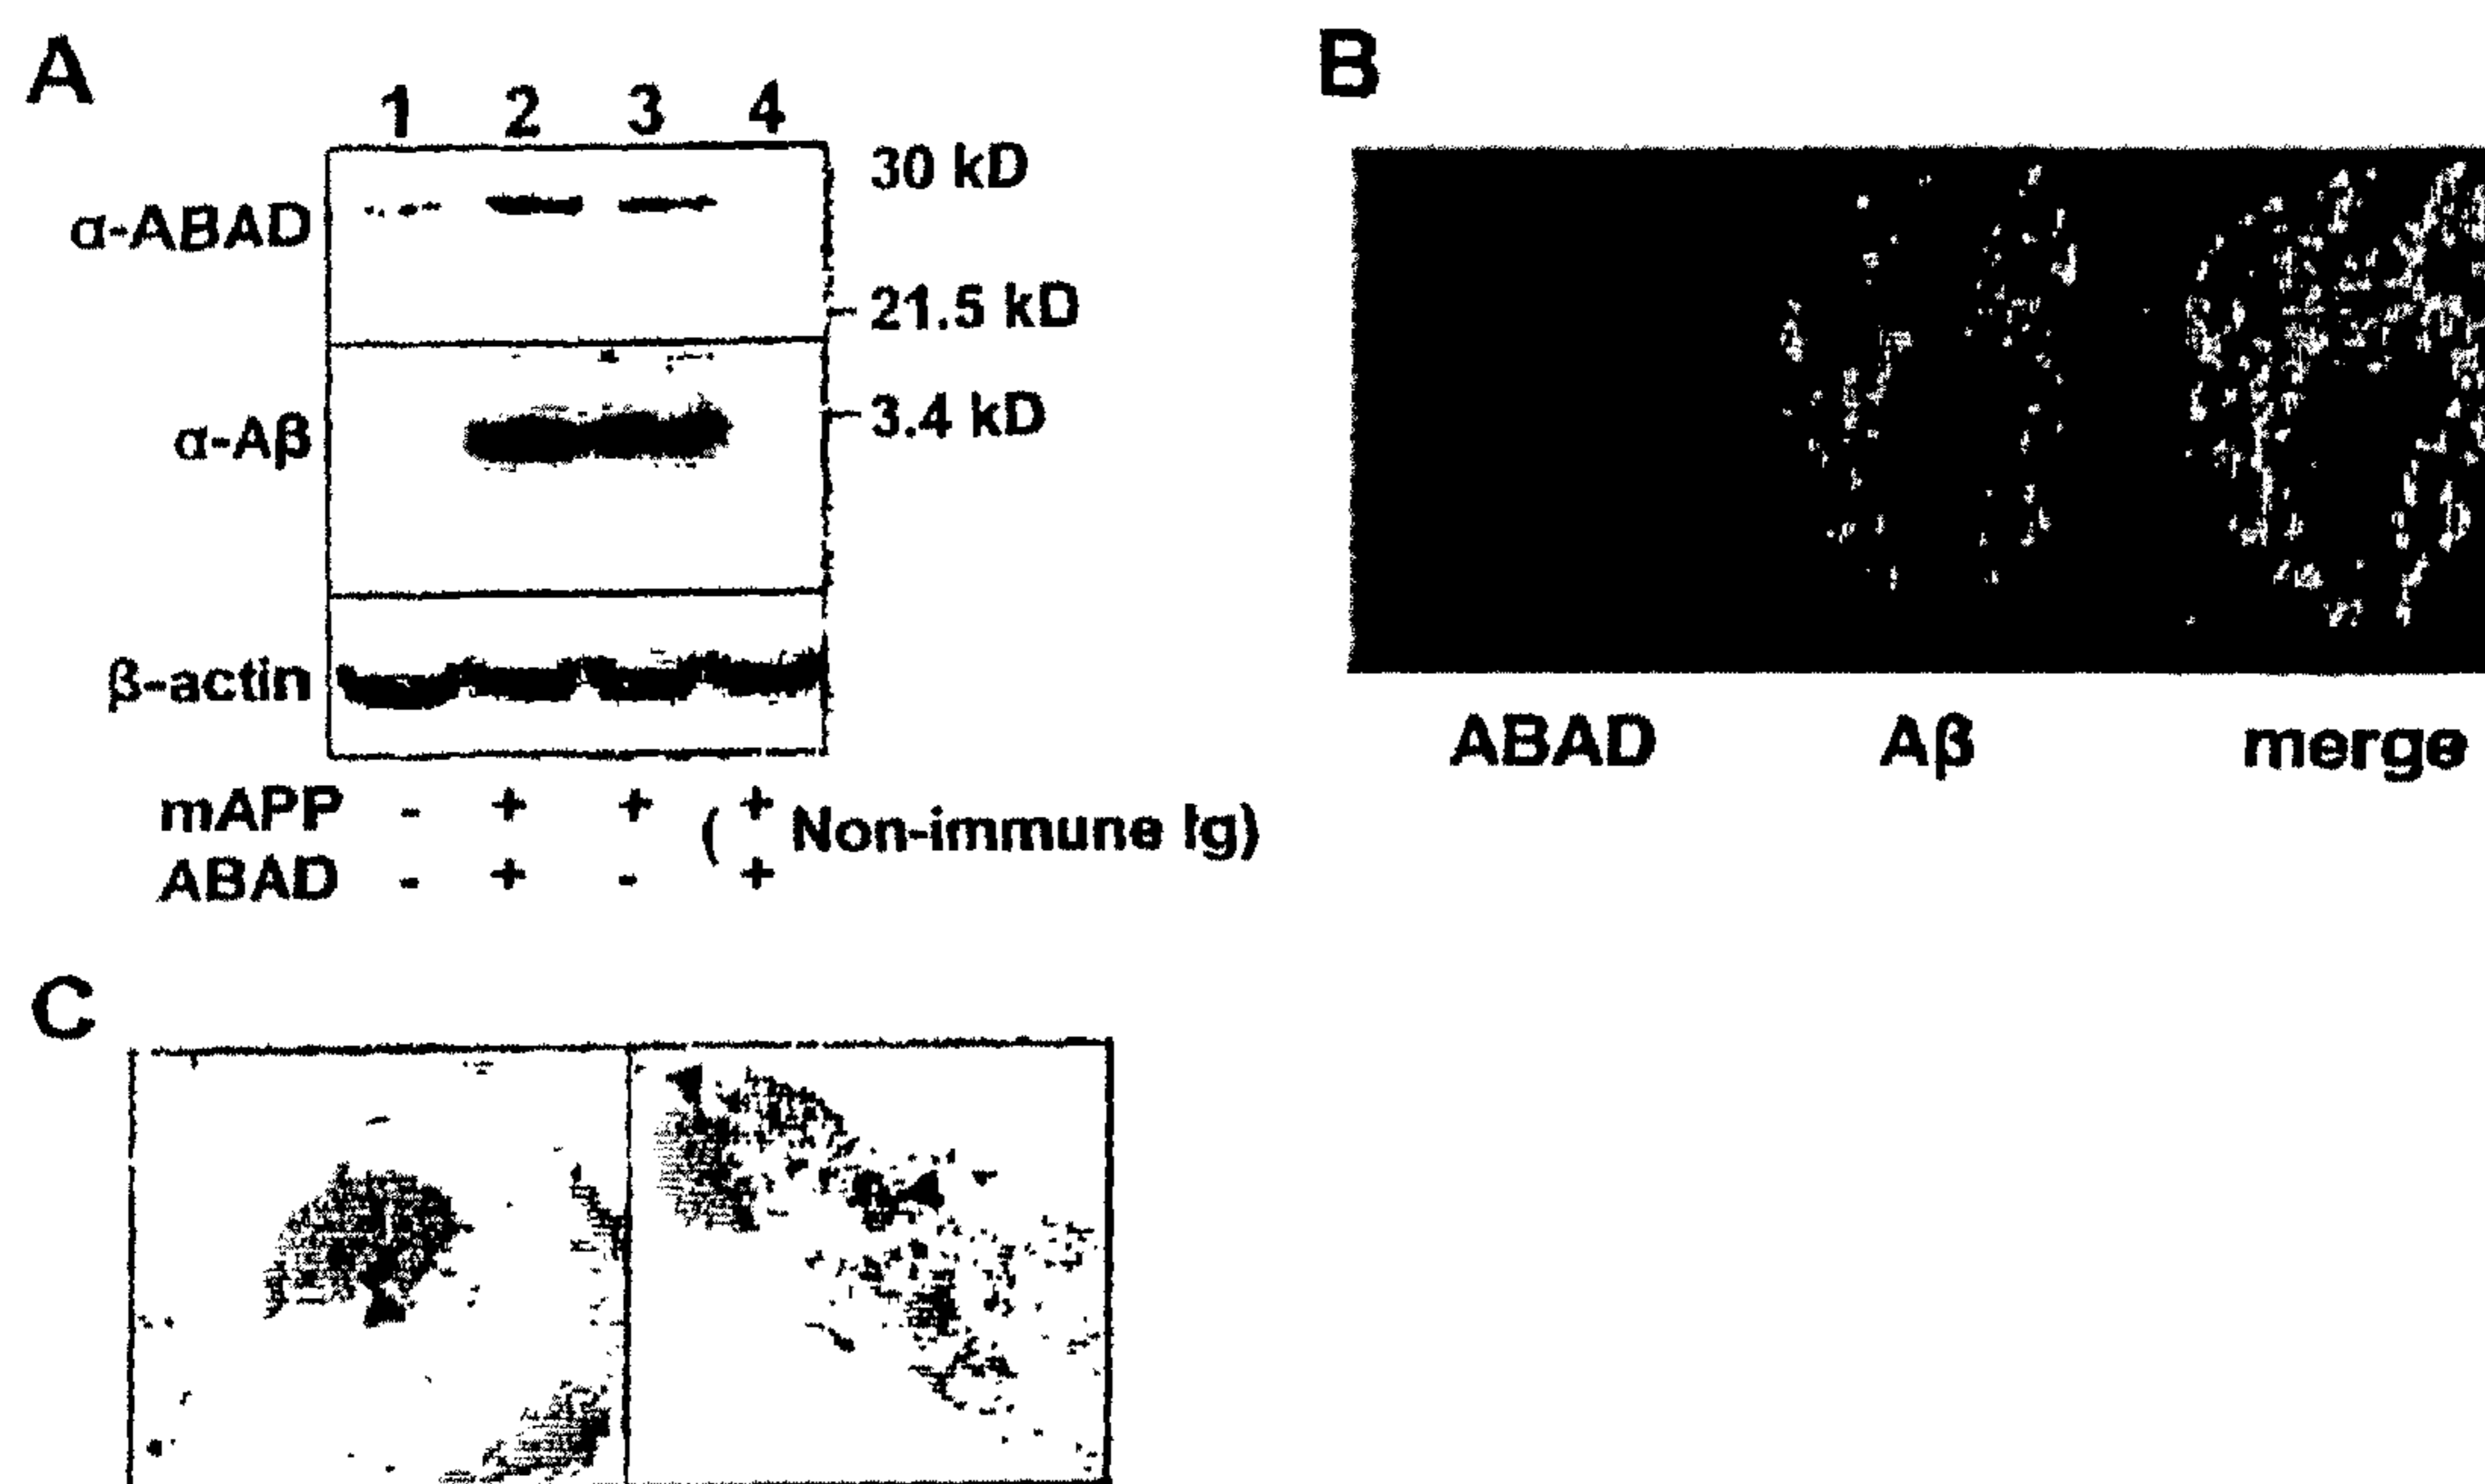 A
1 2 3 4
30 kD
α-ABAD
21.5 kD
α-Aβ
3.4 kD
β-actin
mAPP - + + ( + Non-immune Ig)
ABAD - + - +
B
ABAD Aβ merge
C